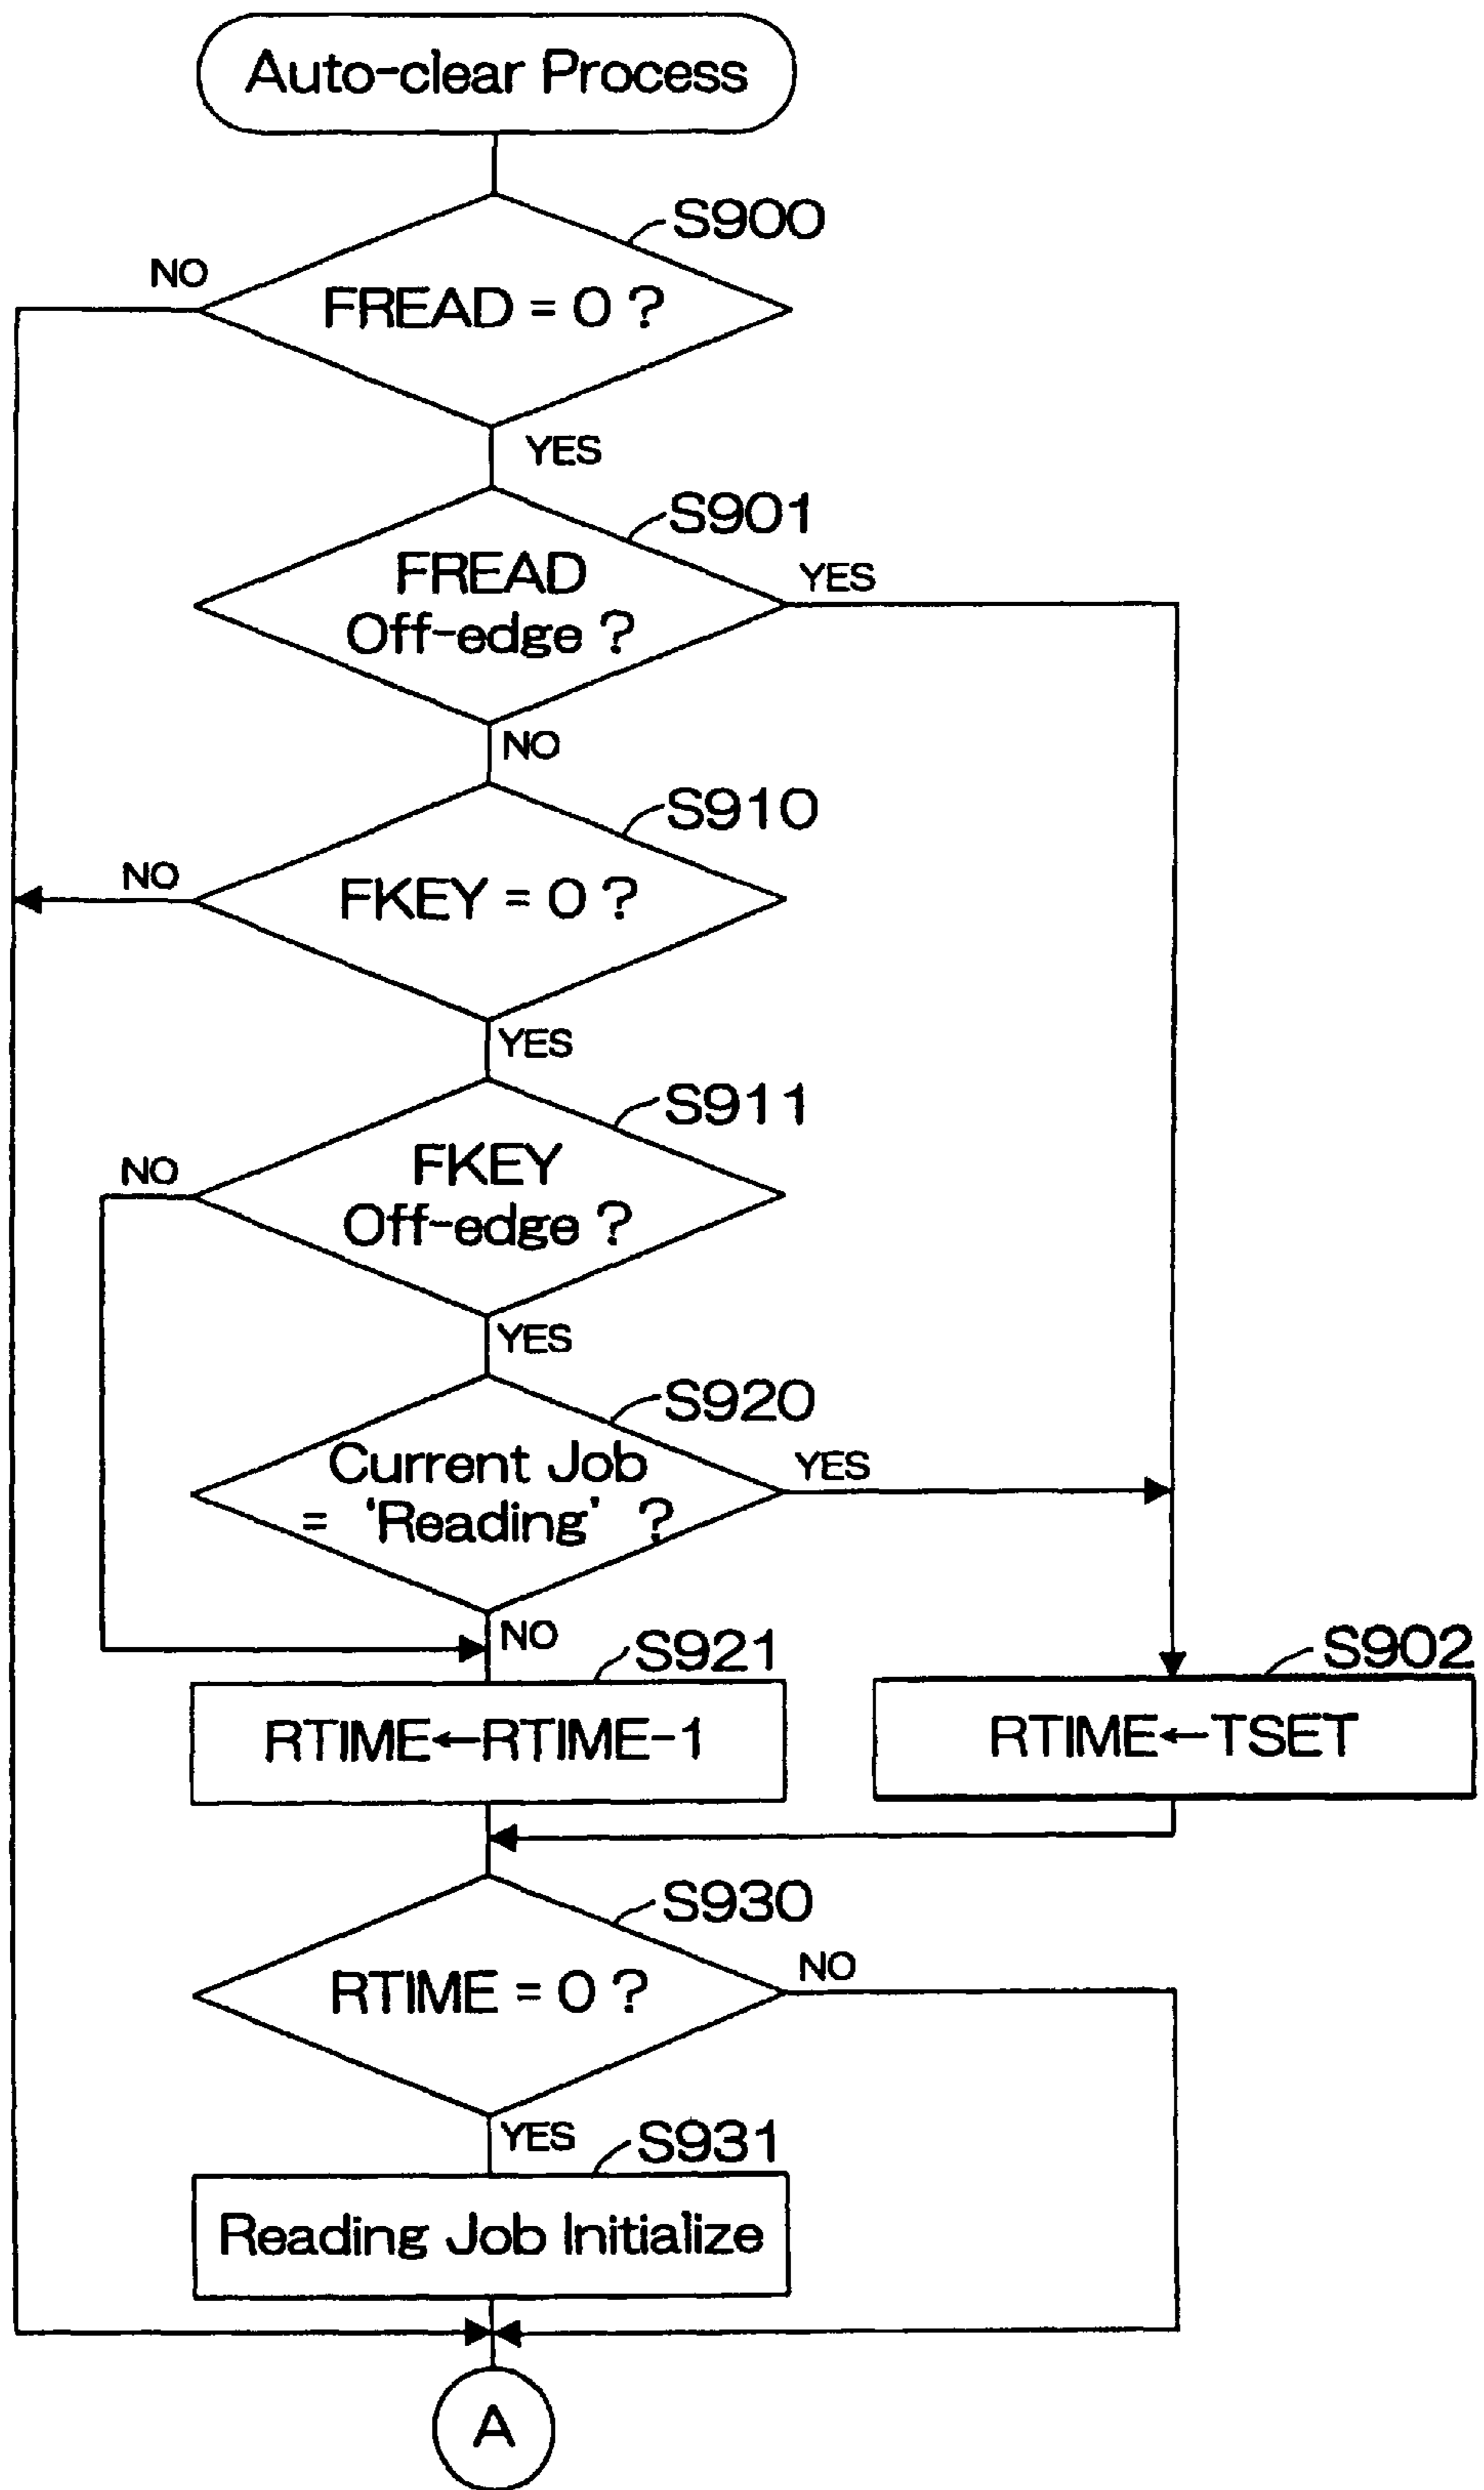 Auto-clear Process
S900
NO
FREAD = 0 ?
YES
S901
FREAD
Off-edge ?
YES
NO
S910
NO
FKEY = 0 ?
YES
S911
NO
FKEY
Off-edge ?
YES
S920
Current Job
= 'Reading' ?
YES
NO
S921
S902
RTIME←RTIME-1
RTIME←TSET
S930
RTIME = 0 ?
NO
YES
S931
Reading Job Initialize
A